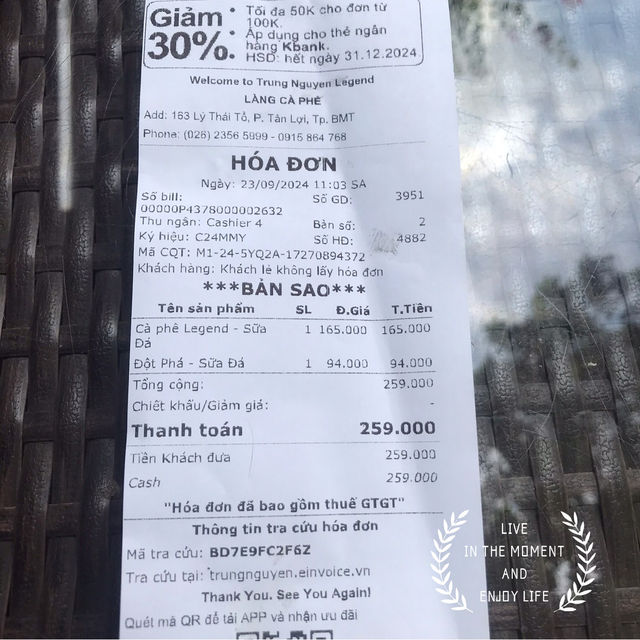 Giảm
30%.
• Tối đa 50K cho đơn từ
100K.
• Áp dụng cho thẻ ngân
hàng Kbank.
HSD: hết ngày 31.12.2024
Welcome to Trung Nguyen Legend
LÀNG CÀ PHÊ
Add: 163 Lý Thái Tổ, P. Tân Lợi, Tp. BMT
Phone: (028) 2356 5899 - 0915 864 768
HÓA ĐƠN
Ngày: 23/09/2024 11:03 SA
Số bill: Số GD: 3951
00000P4378000002632
Thu ngân: Cashier 4 Bàn số: 2
Ký hiệu: C24MMY Số HĐ: 4882
Mã CQT: M1-24-5YQ2A-17270894372
Khách hàng: Khách lẻ không lấy hóa đơn
***BẢN SAO***
Tên sản phẩm SL Đ.Giá T.Tiền
Cà phê Legend - Sữa 1 165.000 165.000
Đá
Đột Phá - Sữa Đá 1 94.000 94.000
Tổng cộng: 259.000
Chiết khấu/Giảm giá: -
Thanh toán 259.000
Tiền Khách đưa 259.000
Cash 259.000
"Hóa đơn đã bao gồm thuế GTGT"
Thông tin tra cứu hóa đơn
Mã tra cứu: BD7E9FC2F6Z
Tra cứu tại: trungnguyen.einvoice.vn
Thank You. See You Again!
Quét mã QR để tải APP và nhận ưu đãi
LIVE
IN THE MOMENT
AND
ENJOY LIFE